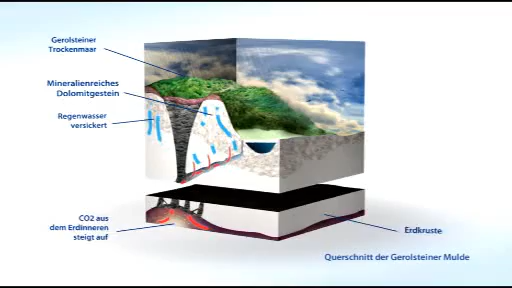 Gerolsteiner
Trockenmaar
Mineralienreiches
Dolomitgestein
Regenwasser
versickert
CO2 aus
dem Erdinneren
steigt auf
Erdkruste
Querschnitt der Gerolsteiner Mulde